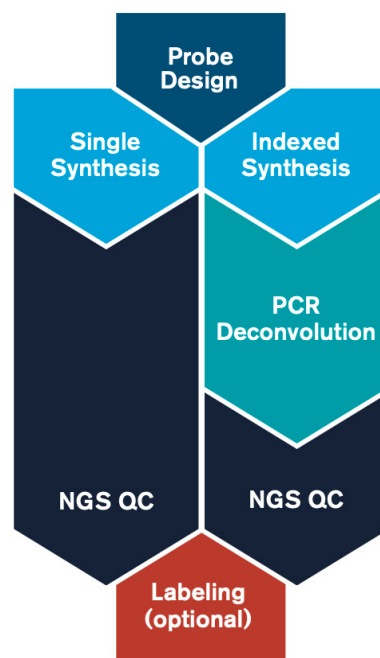 Probe
Design
Single
Synthesis
Indexed
Synthesis
PCR
Deconvolution
NGS QC
NGS QC
Labeling
(optional)